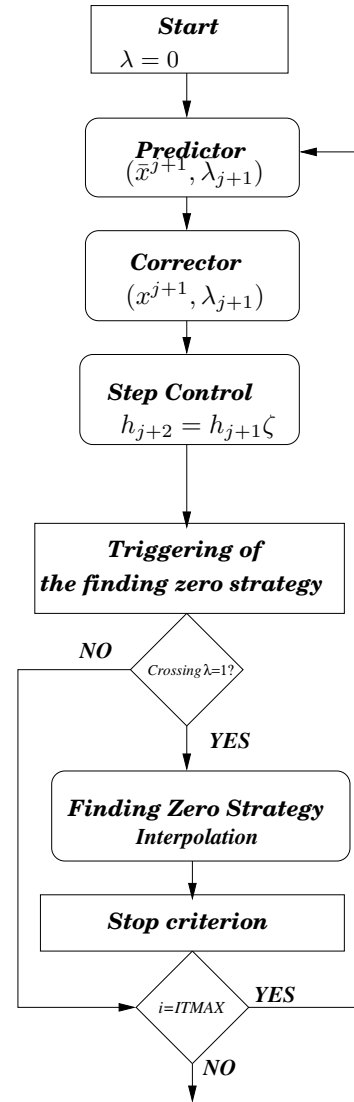 Start
λ = 0
Predictor
(x̄^{j+1}, λ_{j+1})
Corrector
(x^{j+1}, λ_{j+1})
Step Control
h_{j+2} = h_{j+1}ζ
Triggering of
the finding zero strategy
NO
Crossing λ=1?
YES
Finding Zero Strategy
Interpolation
Stop criterion
i=ITMAX
YES
NO